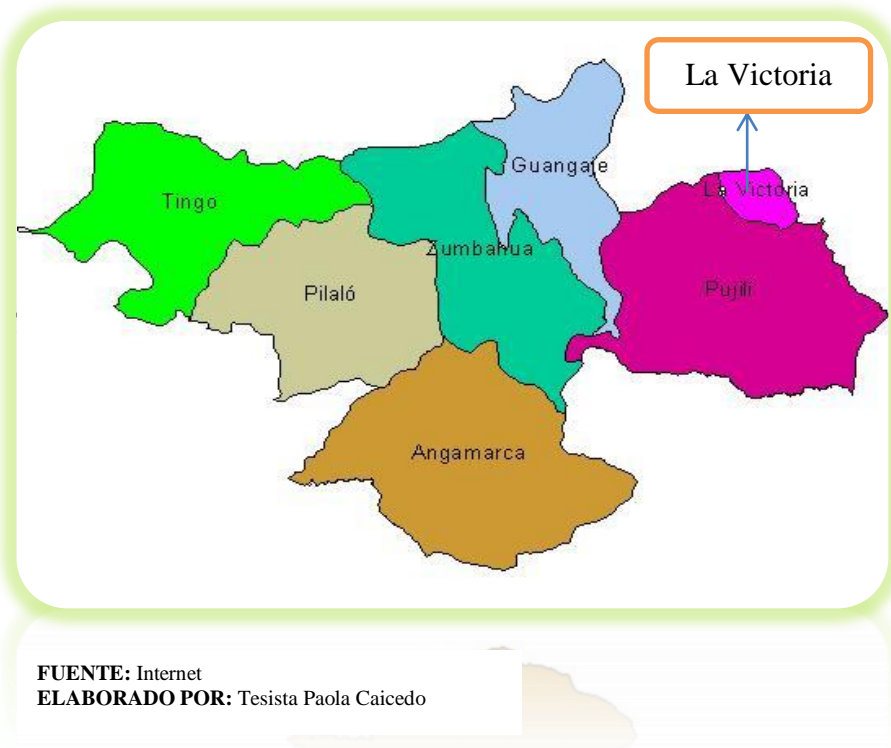 La Victoria
Guangaje
La Victoria
Tingo
Zumbahua
Pilaló
Pujilí
Angamarca
FUENTE: Internet
ELABORADO POR: Tesista Paola Caicedo